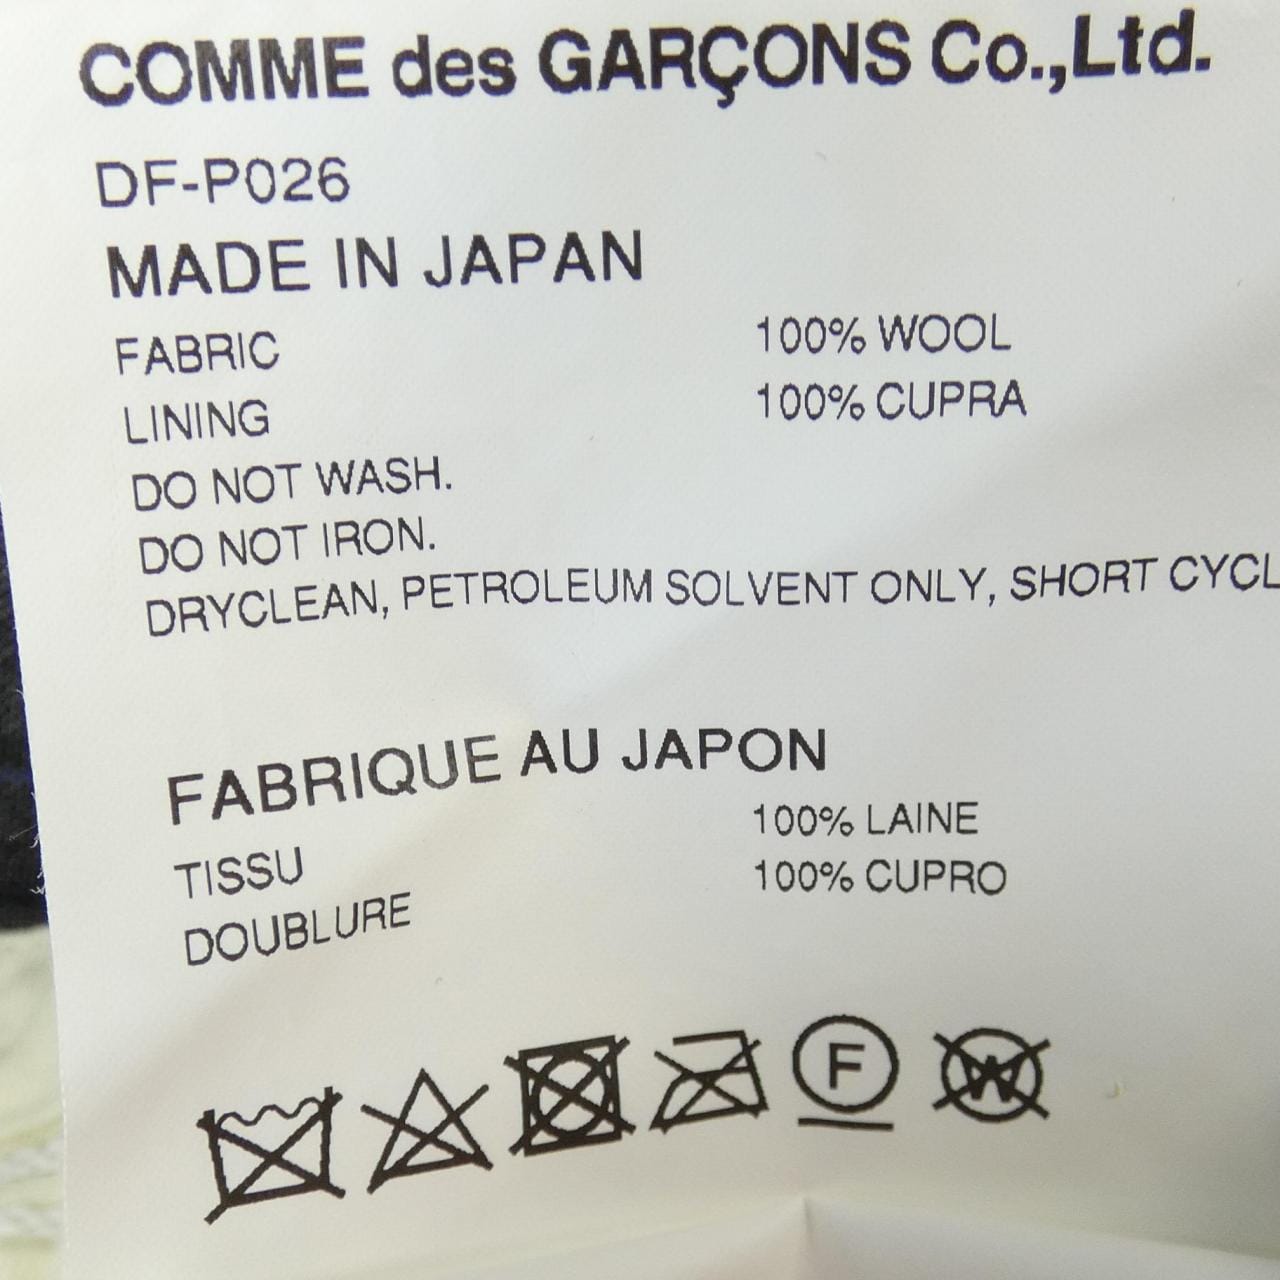 COMME des GARÇONS Co.,Ltd.
DF-P026
MADE IN JAPAN
FABRIC 100% WOOL
LINING 100% CUPRA
DO NOT WASH.
DO NOT IRON.
DRYCLEAN, PETROLEUM SOLVENT ONLY, SHORT CYCL
FABRIQUE AU JAPON
TISSU 100% LAINE
DOUBLURE 100% CUPRO
F W